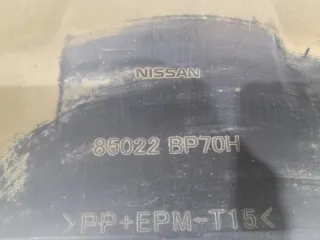 NISSAN
85022 BP70H
>PP+EPM-T15<